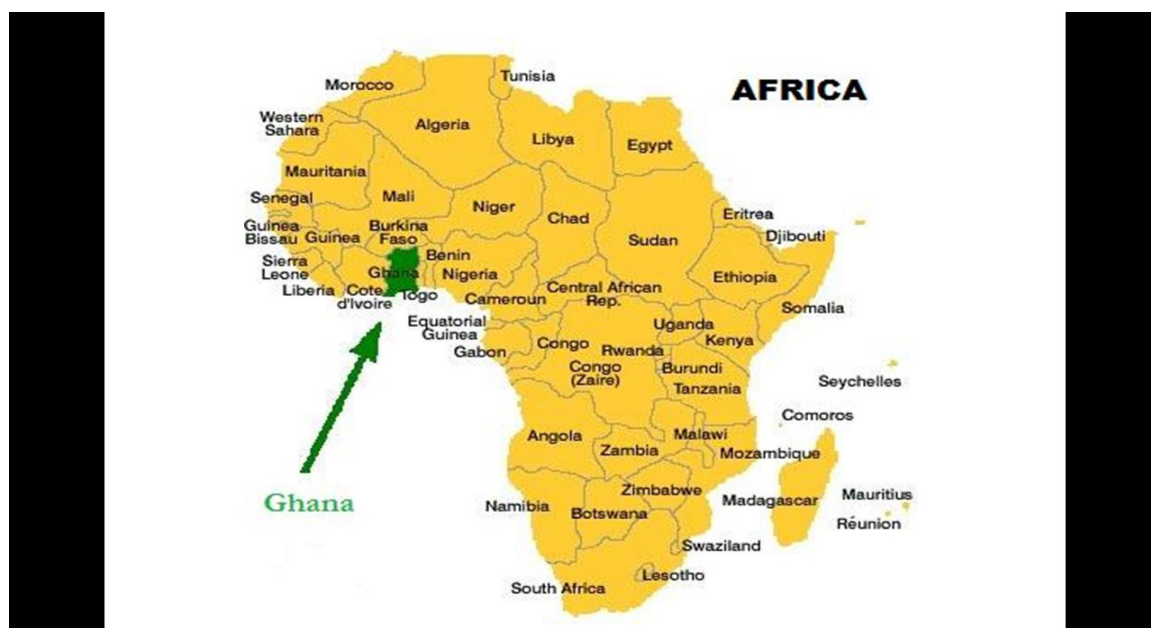 AFRICA
Tunisia
Morocco
Algeria
Libya
Egypt
Western
Sahara
Mauritania
Mali
Niger
Chad
Sudan
Eritrea
Djibouti
Senegal
Guinea
Bissau
Guinea
Burkina
Faso
Benin
Nigeria
Ethiopia
Sierra
Leone
Ghana
Liberia
Cote
d'Ivoire
Togo
Cameroun
Central African
Rep.
Somalia
Equatorial
Guinea
Gabon
Congo
Uganda
Kenya
Rwanda
Congo
(Zaire)
Burundi
Tanzania
Seychelles
Comoros
Angola
Zambia
Malawi
Mozambique
Ghana
Namibia
Zimbabwe
Botswana
Madagascar
Mauritius
Réunion
Swaziland
Lesotho
South Africa